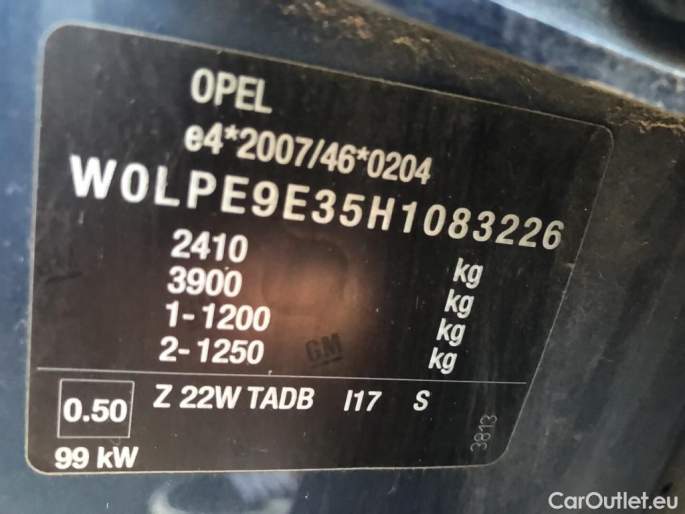 OPEL
e4*2007/46*0204
W0LPE9E35H1083226
2410 kg
3900 kg
1-1200 kg
2-1250 kg
GM
0.50 Z 22W TADB I17 S
99 kW
3813
CarOutlet.eu